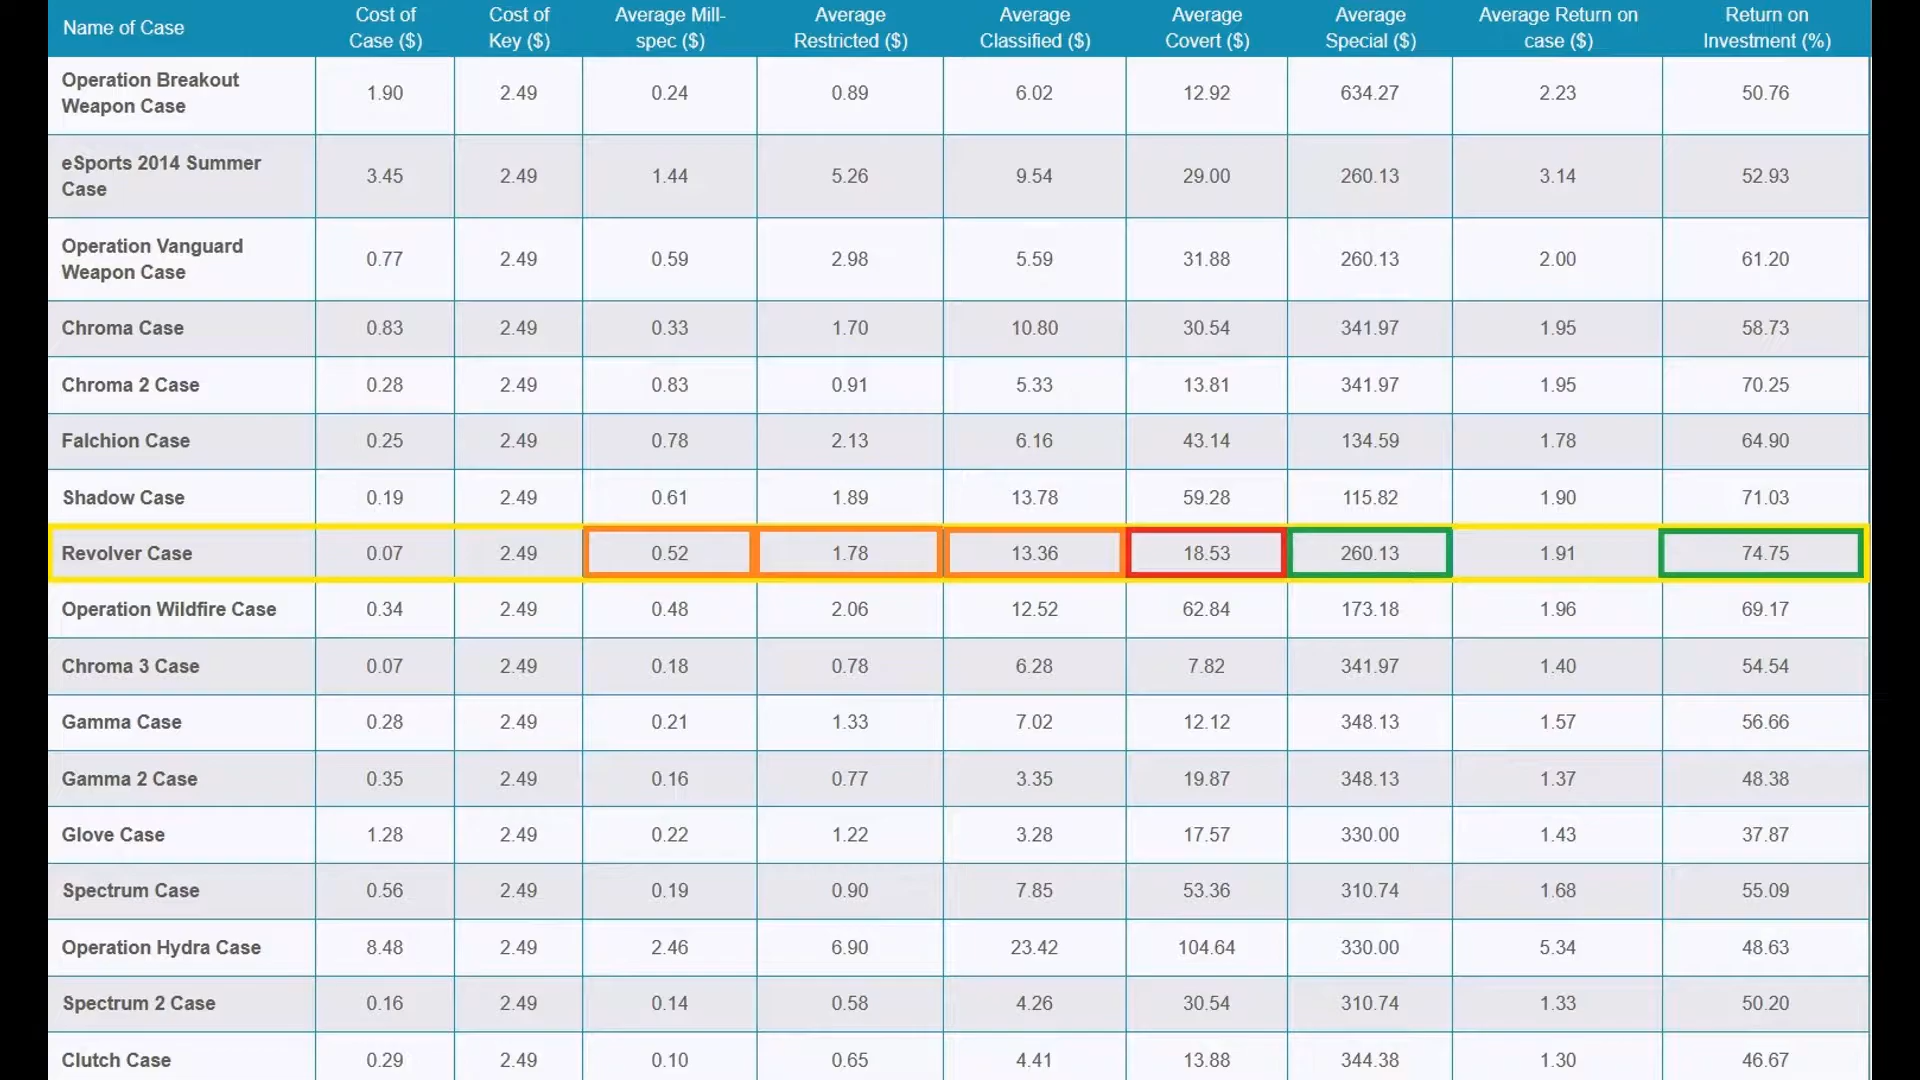 Name of Case Cost of Case ($) Cost of Key ($) Average Mill-spec ($) Average Restricted ($) Average Classified ($) Average Covert ($) Average Special ($) Average Return on case ($) Return on Investment (%)
Operation Breakout Weapon Case 1.90 2.49 0.24 0.89 6.02 12.92 634.27 2.23 50.76
eSports 2014 Summer Case 3.45 2.49 1.44 5.26 9.54 29.00 260.13 3.14 52.93
Operation Vanguard Weapon Case 0.77 2.49 0.59 2.98 5.59 31.88 260.13 2.00 61.20
Chroma Case 0.83 2.49 0.33 1.70 10.80 30.54 341.97 1.95 58.73
Chroma 2 Case 0.28 2.49 0.83 0.91 5.33 13.81 341.97 1.95 70.25
Falchion Case 0.25 2.49 0.78 2.13 6.16 43.14 134.59 1.78 64.90
Shadow Case 0.19 2.49 0.61 1.89 13.78 59.28 115.82 1.90 71.03
Revolver Case 0.07 2.49 0.52 1.78 13.36 18.53 260.13 1.91 74.75
Operation Wildfire Case 0.34 2.49 0.48 2.06 12.52 62.84 173.18 1.96 69.17
Chroma 3 Case 0.07 2.49 0.18 0.78 6.28 7.82 341.97 1.40 54.54
Gamma Case 0.28 2.49 0.21 1.33 7.02 12.12 348.13 1.57 56.66
Gamma 2 Case 0.35 2.49 0.16 0.77 3.35 19.87 348.13 1.37 48.38
Glove Case 1.28 2.49 0.22 1.22 3.28 17.57 330.00 1.43 37.87
Spectrum Case 0.56 2.49 0.19 0.90 7.85 53.36 310.74 1.68 55.09
Operation Hydra Case 8.48 2.49 2.46 6.90 23.42 104.64 330.00 5.34 48.63
Spectrum 2 Case 0.16 2.49 0.14 0.58 4.26 30.54 310.74 1.33 50.20
Clutch Case 0.29 2.49 0.10 0.65 4.41 13.88 344.38 1.30 46.67